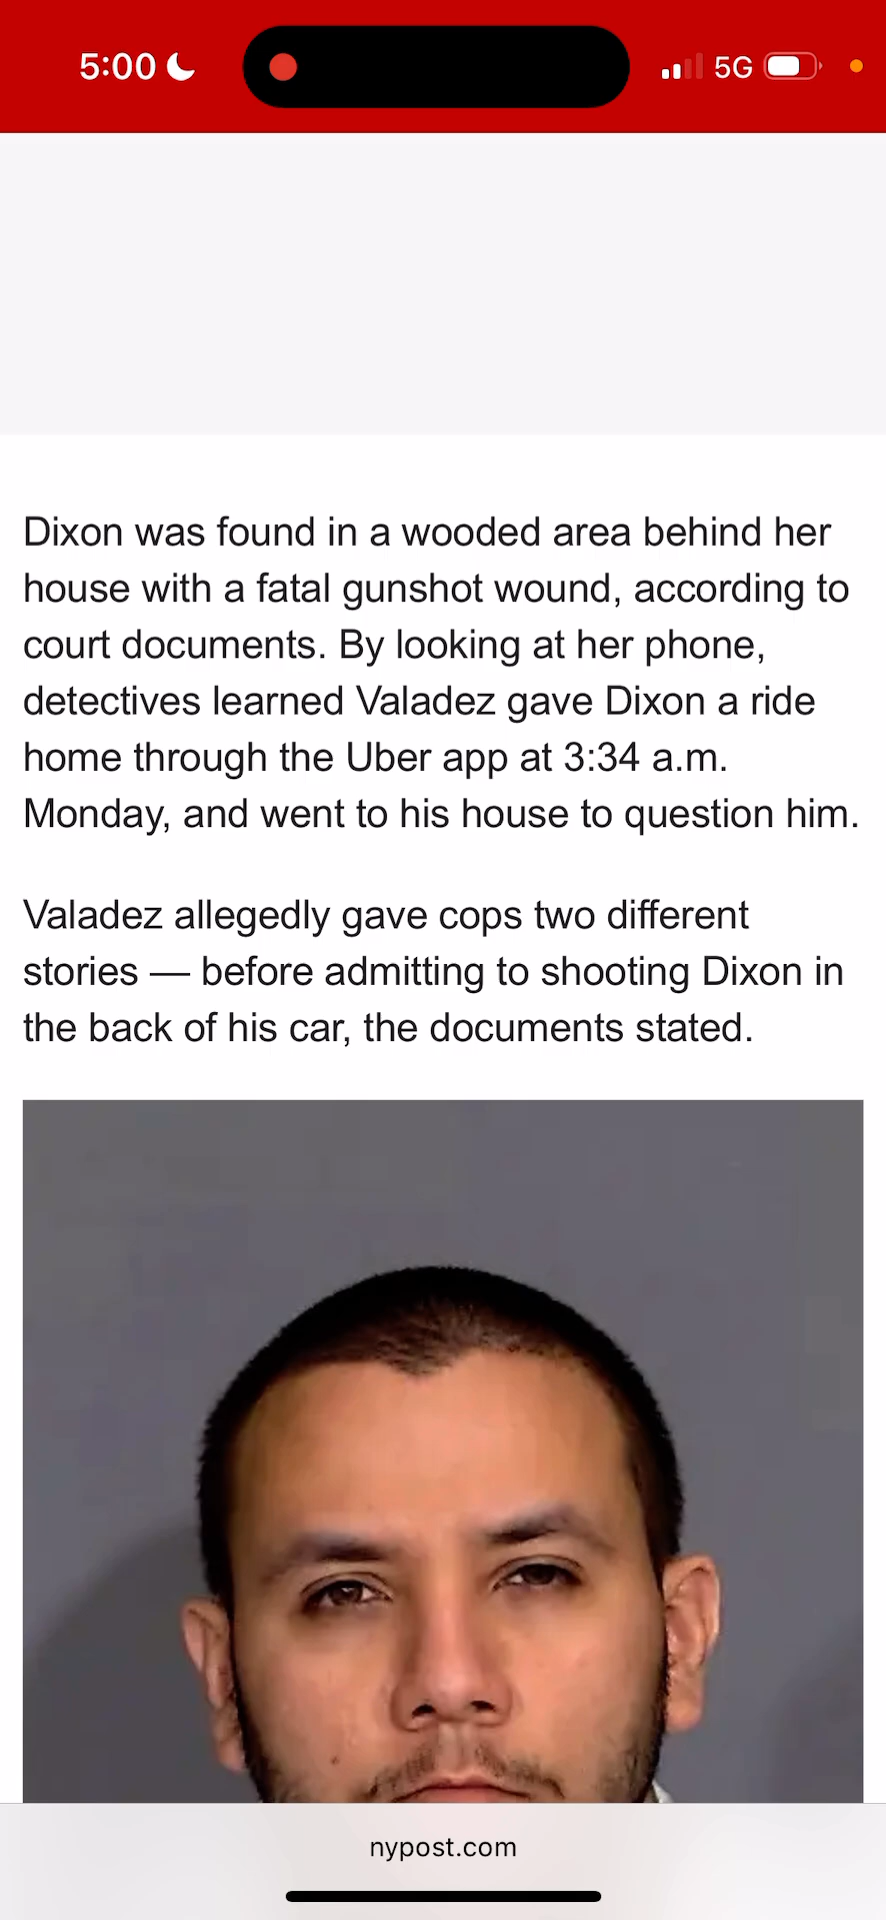 5:00
5G
Dixon was found in a wooded area behind her
house with a fatal gunshot wound, according to
court documents. By looking at her phone,
detectives learned Valadez gave Dixon a ride
home through the Uber app at 3:34 a.m.
Monday, and went to his house to question him.
Valadez allegedly gave cops two different
stories — before admitting to shooting Dixon in
the back of his car, the documents stated.
nypost.com